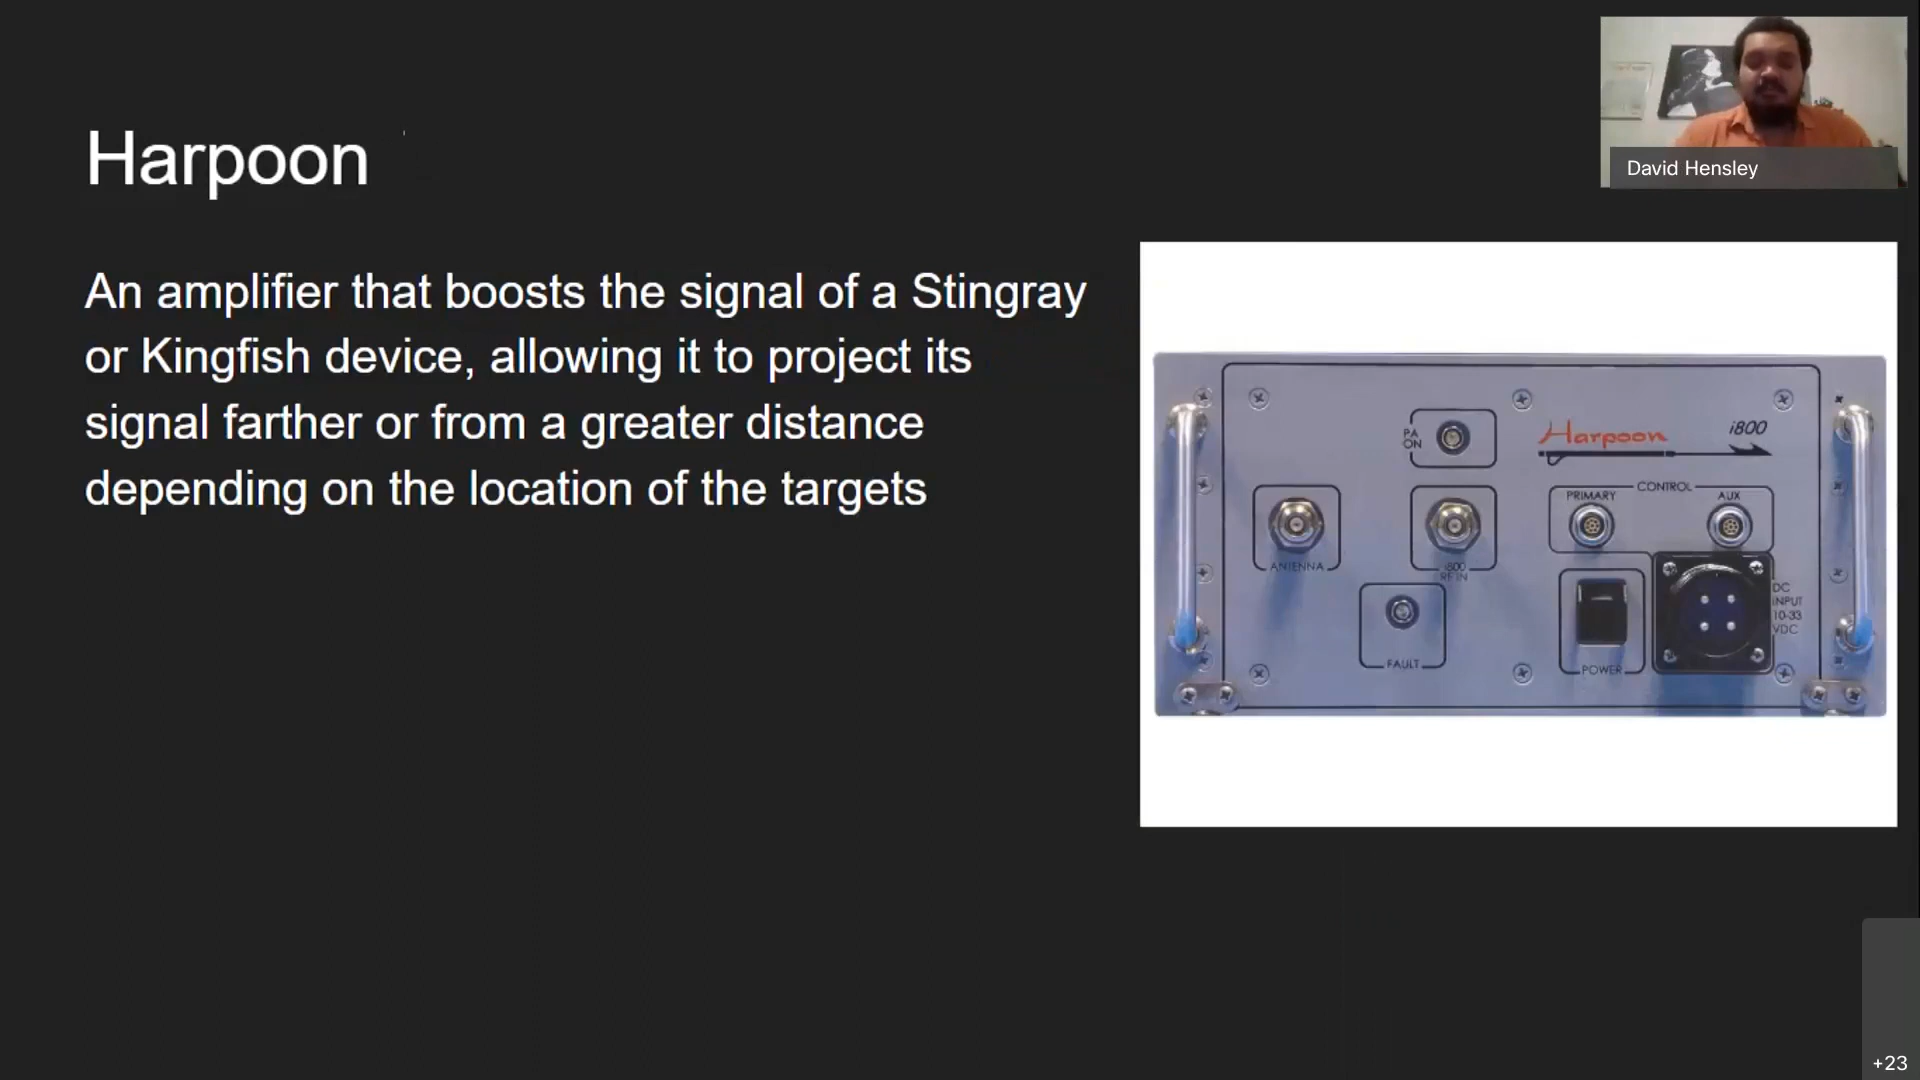 David Hensley
Harpoon
An amplifier that boosts the signal of a Stingray
or Kingfish device, allowing it to project its
signal farther or from a greater distance
depending on the location of the targets
PA
ON
Harpoon
i800
CONTROL
PRIMARY
AUX
ANTENNA
i800
RF IN
DC
INPUT
10-33
VDC
FAULT
POWER
+23